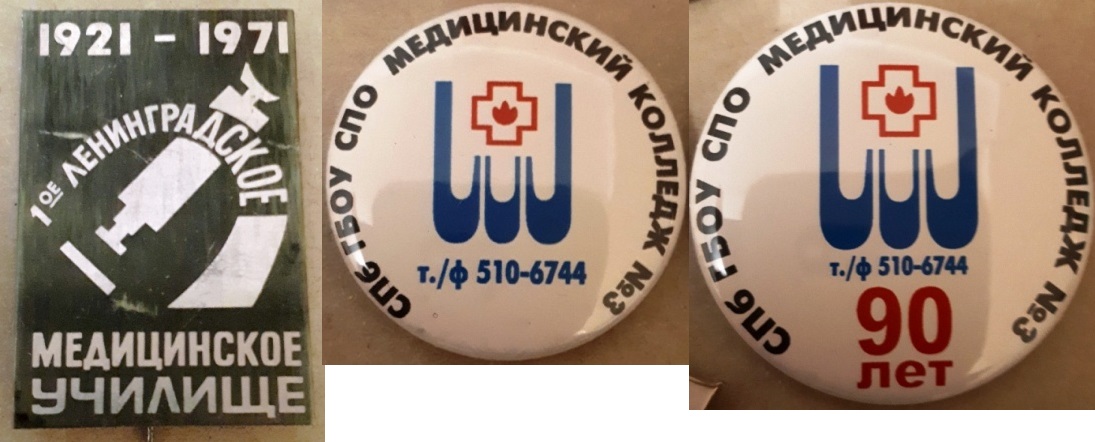 1921 - 1971
1ое ЛЕНИНГРАДСКОЕ
МЕДИЦИНСКОЕ
УЧИЛИЩЕ
СПб ГБОУ СПО МЕДИЦИНСКИЙ КОЛЛЕДЖ №3
т./ф 510-6744
СПб ГБОУ СПО МЕДИЦИНСКИЙ КОЛЛЕДЖ №3
т./ф 510-6744
90
лет